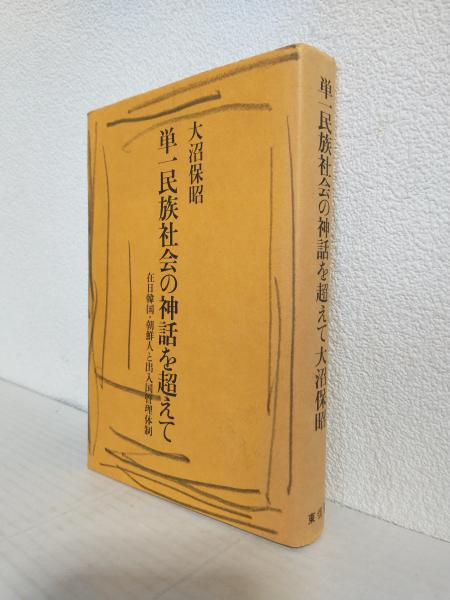 大沼保昭
単一民族社会の神話を超えて
在日韓国・朝鮮人と出入国管理体制
単一民族社会の神話を超えて 大沼保昭
東信